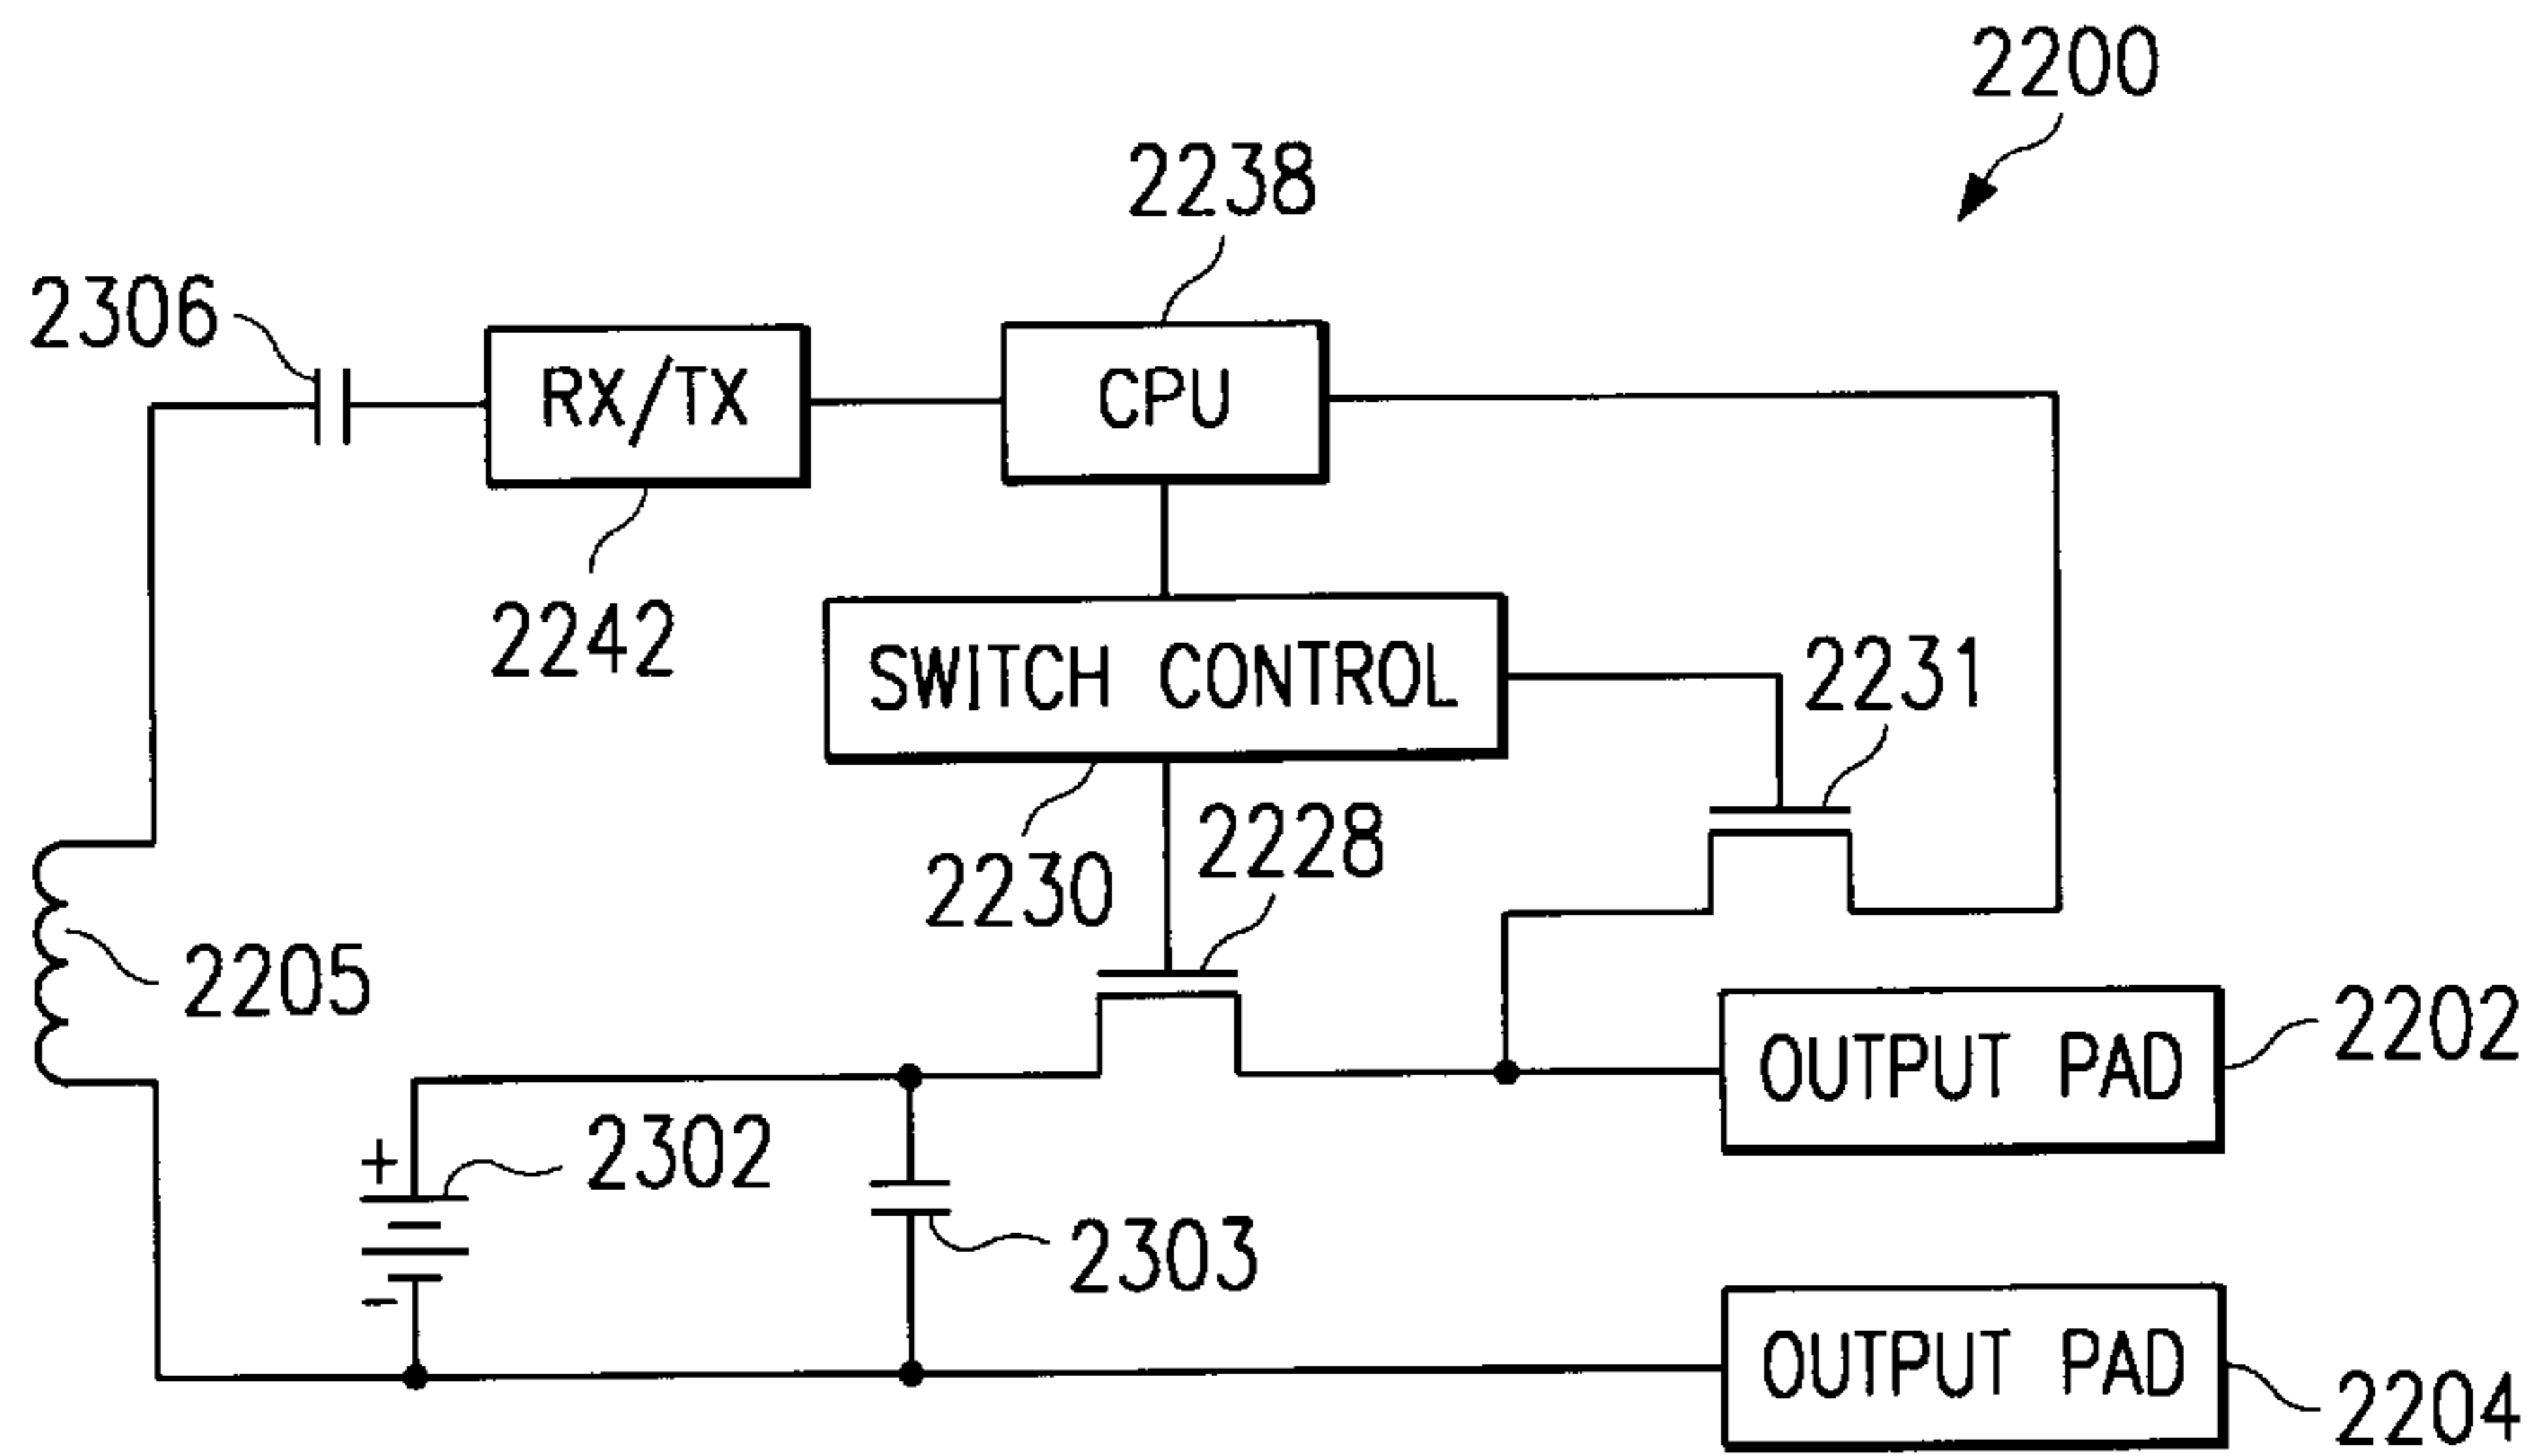 2200
2238
2306
RX/TX
CPU
2242
SWITCH CONTROL
2231
2230
2228
2205
OUTPUT PAD
2202
+
2302
2303
-
OUTPUT PAD
2204